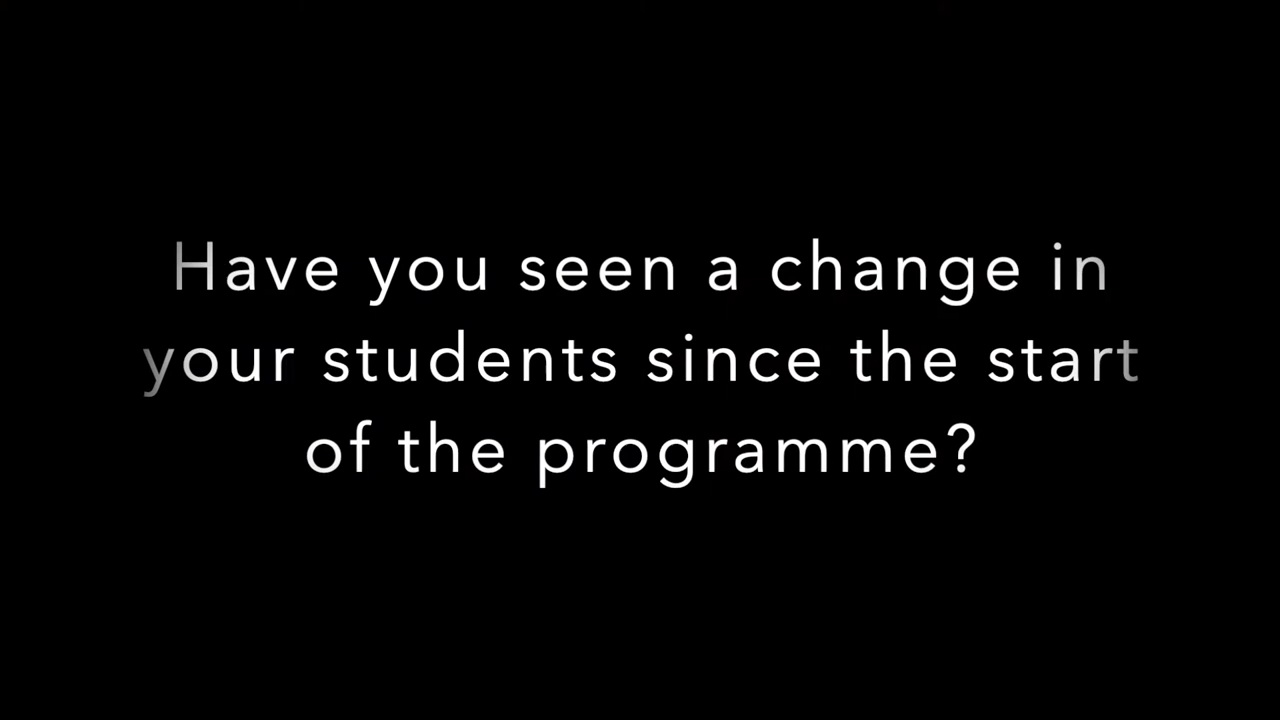 Have you seen a change in
your students since the start
of the programme?